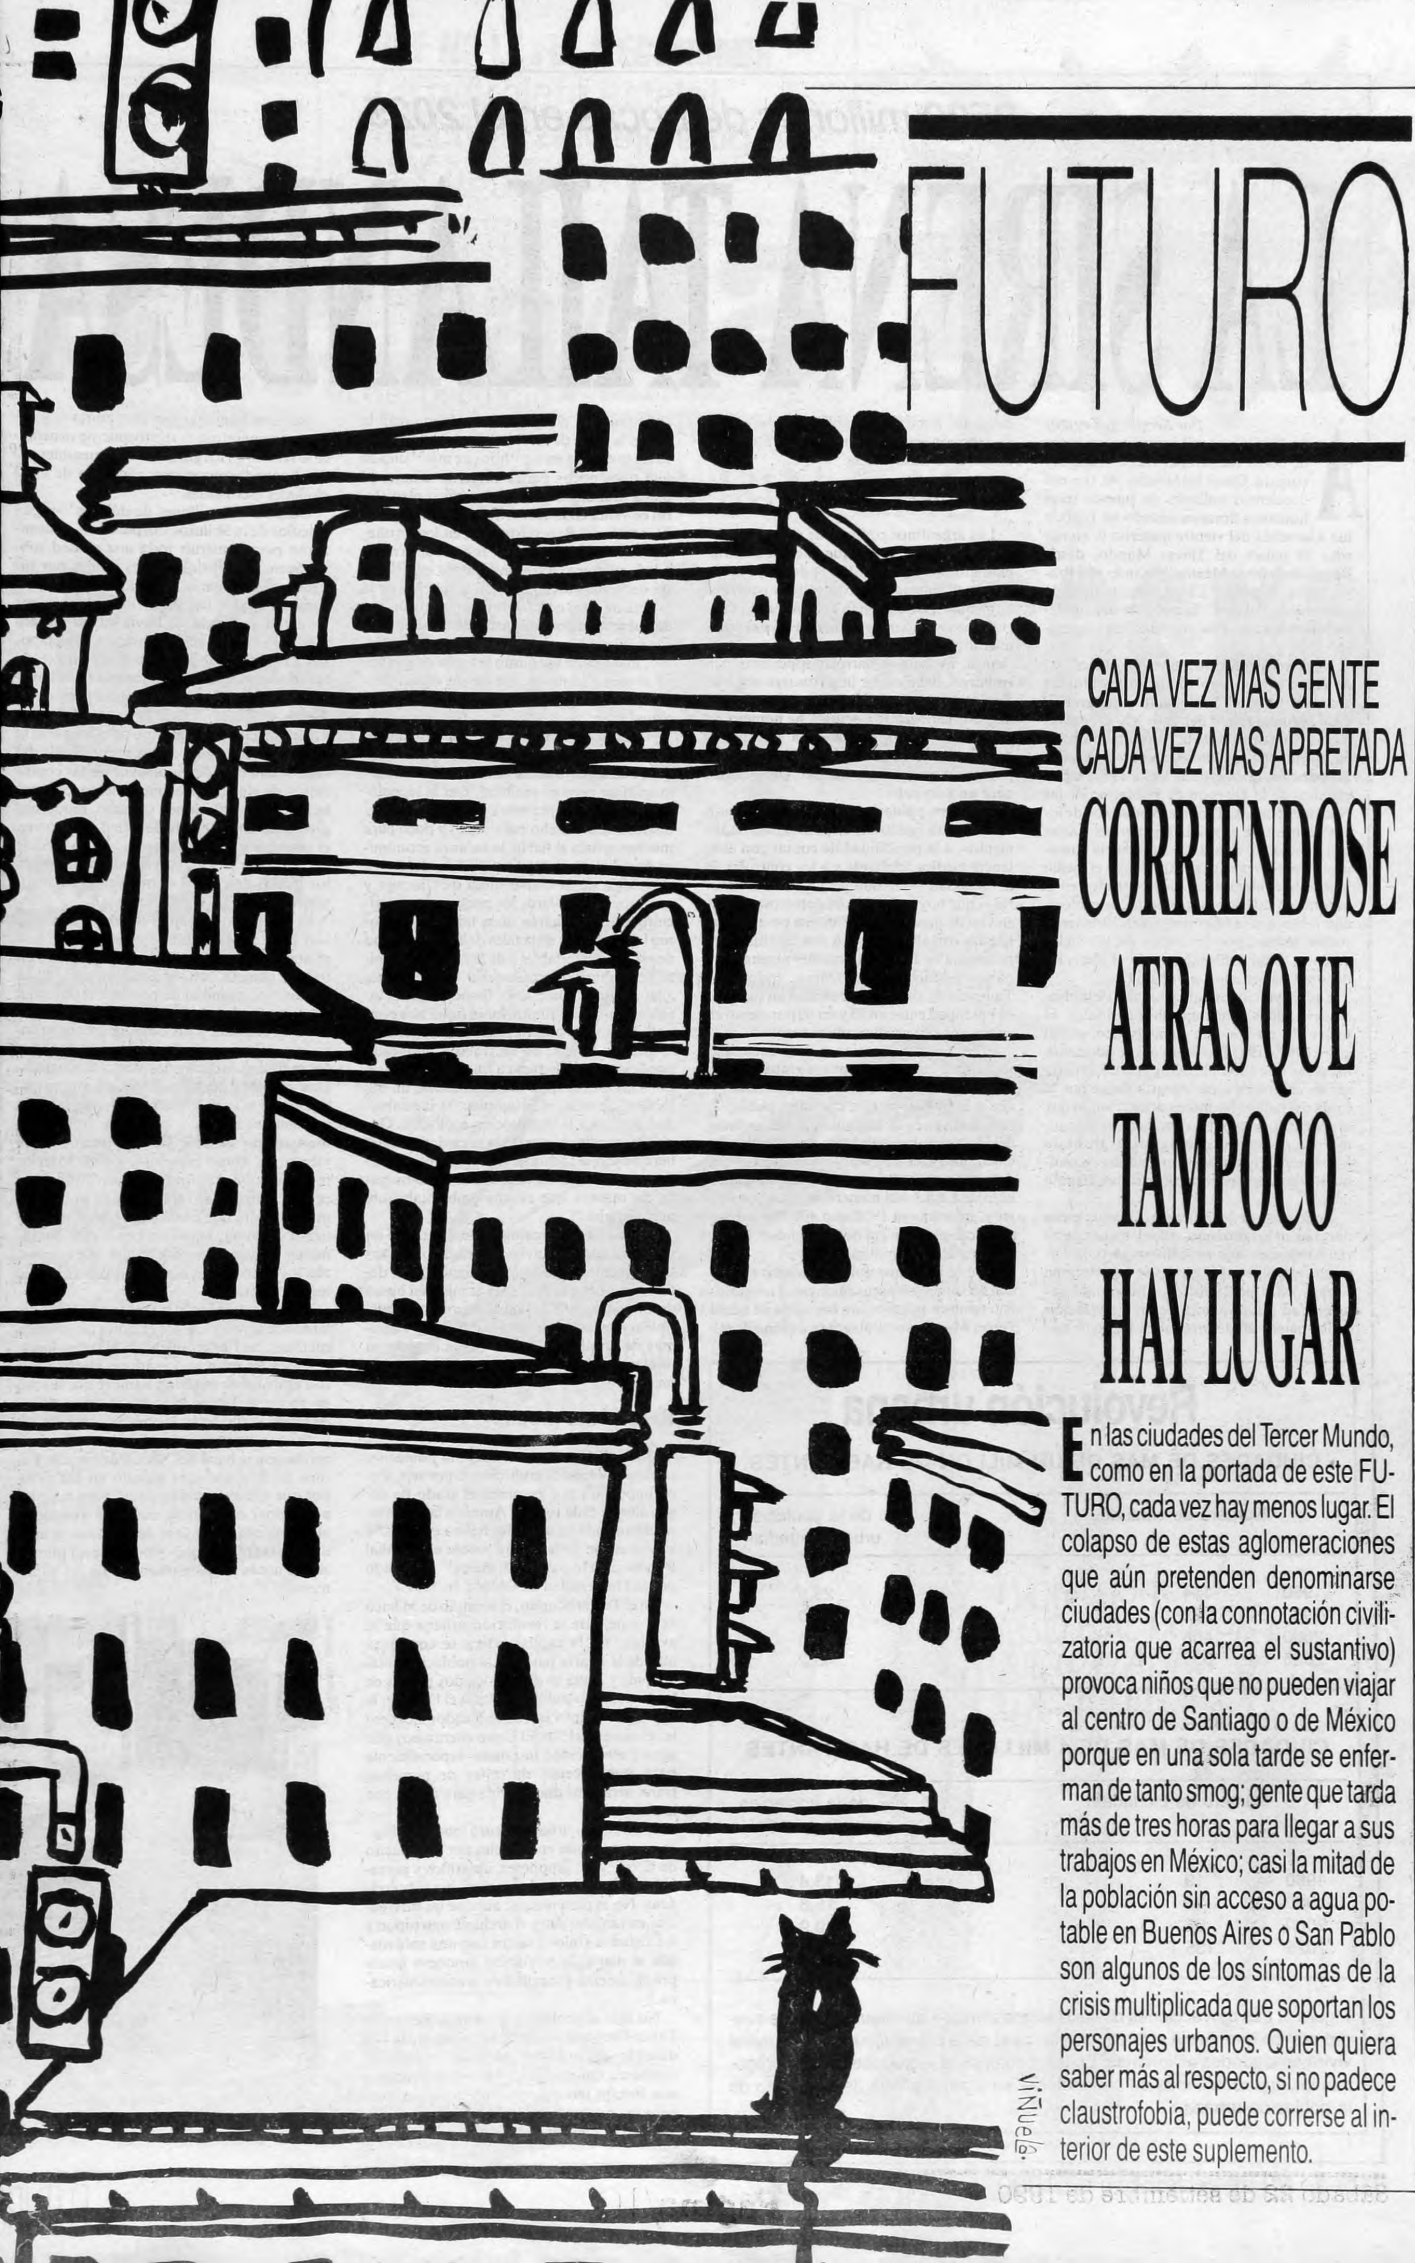 FUTURO
CADA VEZ MAS GENTE
CADA VEZ MAS APRETADA
CORRIENDOSE
ATRAS QUE
TAMPOCO
HAY LUGAR
En las ciudades del Tercer Mundo,
como en la portada de este FU-
TURO, cada vez hay menos lugar. El
colapso de estas aglomeraciones
que aún pretenden denominarse
ciudades (con la connotación civili-
zatoria que acarrea el sustantivo)
provoca niños que no pueden viajar
al centro de Santiago o de México
porque en una sola tarde se enfer-
man de tanto smog; gente que tarda
más de tres horas para llegar a sus
trabajos en México; casi la mitad de
la población sin acceso a agua po-
table en Buenos Aires o San Pablo
son algunos de los síntomas de la
crisis multiplicada que soportan los
personajes urbanos. Quien quiera
saber más al respecto, si no padece
claustrofobia, puede correrse al in-
terior de este suplemento.
Viñuela.